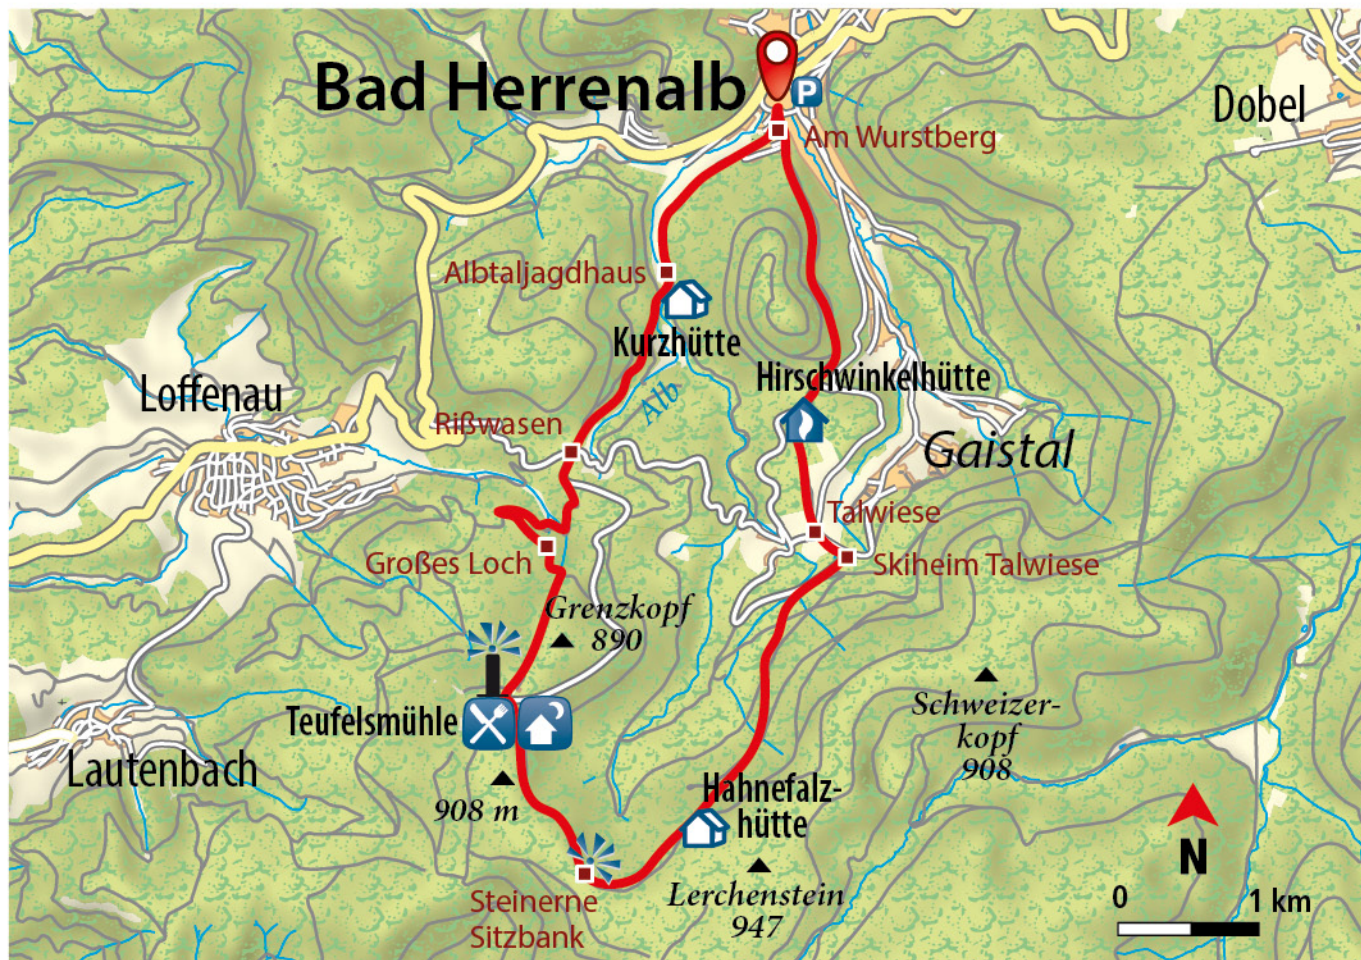 Bad Herrenalb
P
Dobel
Am Wurstberg
Albtaljagdhaus
Kurzhütte
Hirschwinkelhütte
Loffenau
Alb
Rißwasen
Gaistal
Talwiese
Großes Loch
Skiheim Talwiese
Grenzkopf
890
Schweizer-
kopf
908
Teufelsmühle
Lautenbach
908 m
Hahnefalz-
hütte
Lerchenstein
947
Steinerne
Sitzbank
N
0 1 km